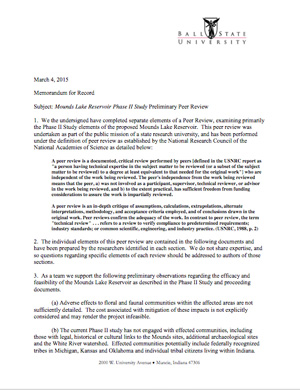 BALL STATE
UNIVERSITY
March 4, 2015
Memorandum for Record
Subject: Mounds Lake Reservoir Phase II Study Preliminary Peer Review
1. We the undersigned have completed separate elements of a Peer Review, examining primarily
the Phase II Study elements of the proposed Mounds Lake Reservoir. This peer review was
undertaken as part of the public mission of a state research university, and has been performed
under the definition of peer review as established by the National Research Council of the
National Academies of Science as detailed below:
A peer review is a documented, critical review performed by peers [defined in the USNRC report as
"a person having technical expertise in the subject matter to be reviewed (or a subset of the subject
matter to be reviewed) to a degree at least equivalent to that needed for the original work"] who are
independent of the work being reviewed. The peer's independence from the work being reviewed
means that the peer, a) was not involved as a participant, supervisor, technical reviewer, or advisor
in the work being reviewed, and b) to the extent practical, has sufficient freedom from funding
considerations to assure the work is impartially reviewed.
A peer review is an in-depth critique of assumptions, calculations, extrapolations, alternate
interpretations, methodology, and acceptance criteria employed, and of conclusions drawn in the
original work. Peer reviews confirm the adequacy of the work. In contrast to peer review, the term
"technical review" . . . refers to a review to verify compliance to predetermined requirements;
industry standards; or common scientific, engineering, and industry practice. (USNRC, 1988, p. 2)
2. The individual elements of this peer review are contained in the following documents and
have been prepared by the researchers identified in each section. We do not share expertise, and
so questions regarding specific elements of each review should be addressed to authors of those
sections.
3. As a team we support the following preliminary observations regarding the efficacy and
feasibility of the Mounds Lake Reservoir as described in the Phase II Study and proceeding
documents.
(a) Adverse effects to floral and faunal communities within the affected areas are not
sufficiently detailed. The cost associated with mitigation of these impacts is not explicitly
considered and may render the project infeasible.
(b) The current Phase II study has not engaged with effected communities, including
those with legal, historical or cultural links to the Mounds sites, additional archaeological sites
and the White River watershed. Effected communities potentially include federally recognized
tribes in Michigan, Kansas and Oklahoma and individual tribal citizens living within Indiana.
2000 W. University Avenue • Muncie, Indiana 47306